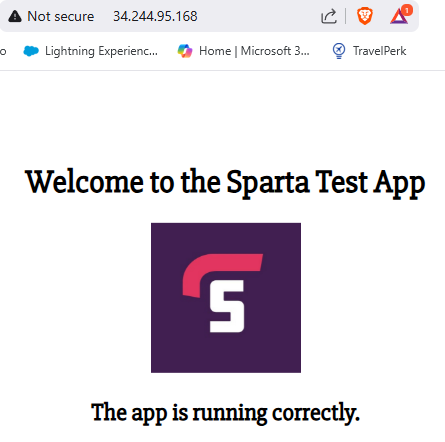 Not secure 34.244.95.168
1
o Lightning Experienc... Home | Microsoft 3... TravelPerk
Welcome to the Sparta Test App
S
The app is running correctly.